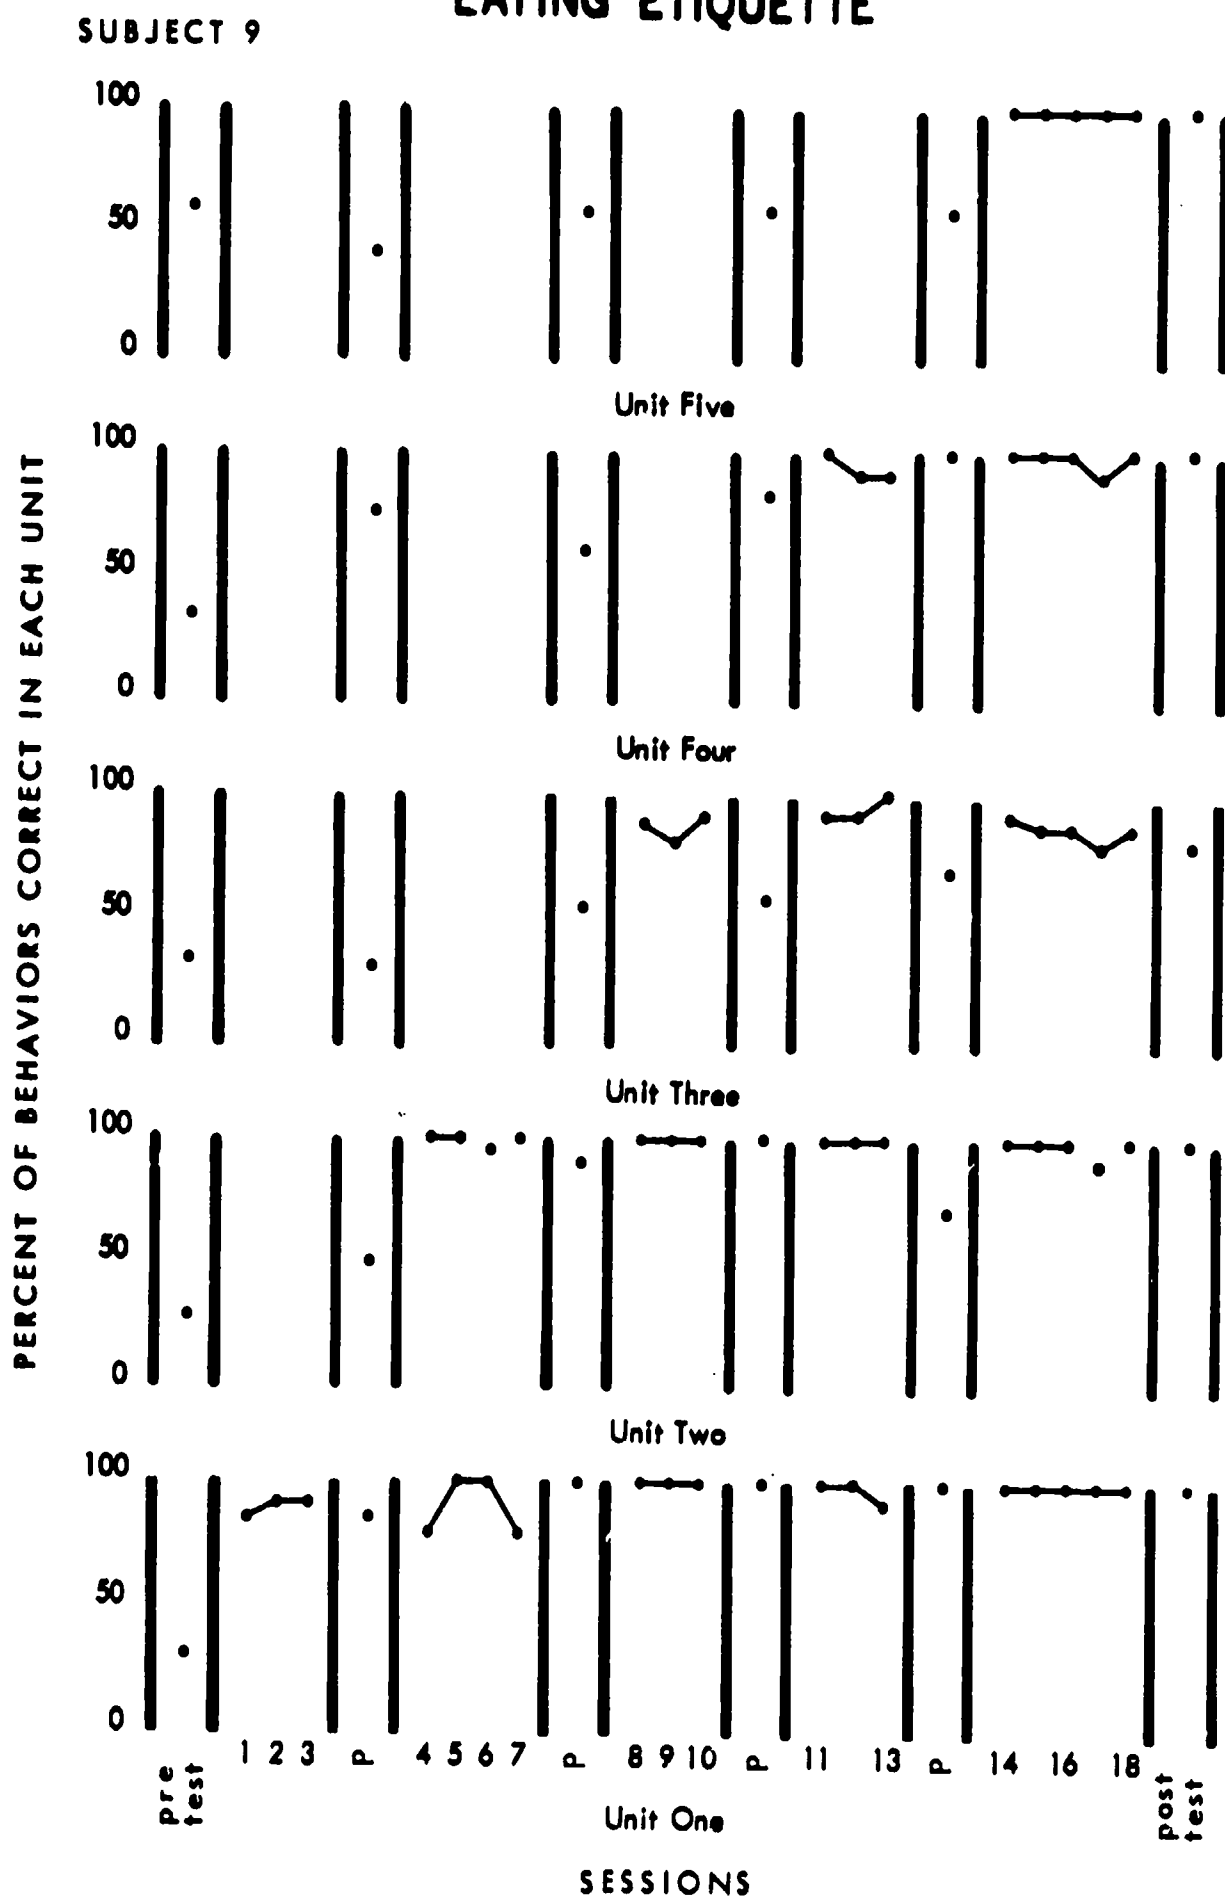 EATING ETIQUETTE
SUBJECT 9
100
50
0
Unit Five
PERCENT OF BEHAVIORS CORRECT IN EACH UNIT
100
50
0
Unit Four
100
50
0
Unit Three
100
50
0
Unit Two
100
50
0
pre test 1 2 3 P 4 5 6 7 P 8 9 10 P 11 13 P 14 16 18 post test
Unit One
SESSIONS